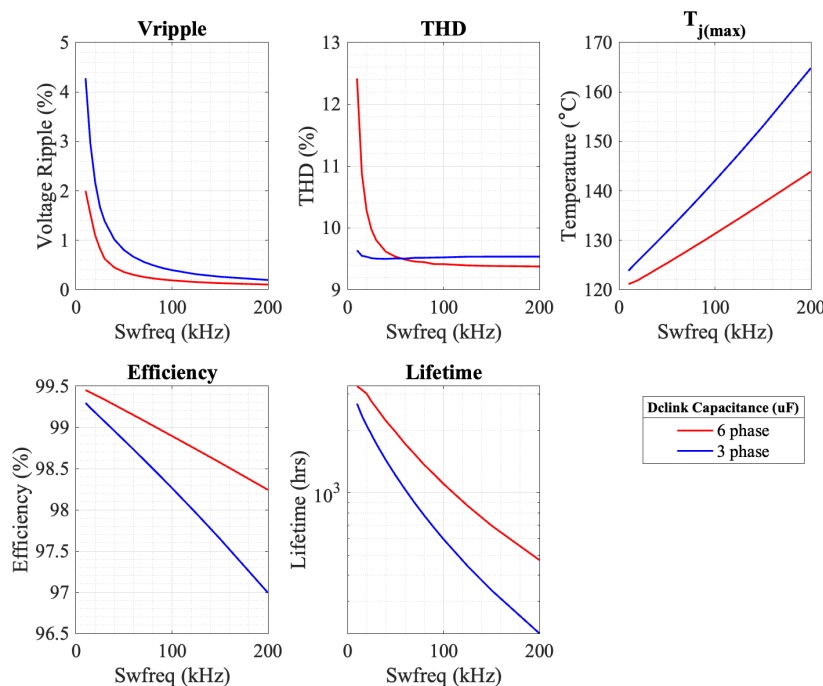 Vripple
5
4
3
2
1
0
Voltage Ripple (%)
0 100 200
Swfreq (kHz)
THD
13
12
11
10
9
THD (%)
0 100 200
Swfreq (kHz)
Tj(max)
170
160
150
140
130
120
Temperature (°C)
0 100 200
Swfreq (kHz)
Efficiency
99.5
99
98.5
98
97.5
97
96.5
Efficiency (%)
0 100 200
Swfreq (kHz)
Lifetime
10³
Lifetime (hrs)
0 100 200
Swfreq (kHz)
Dclink Capacitance (uF)
6 phase
3 phase